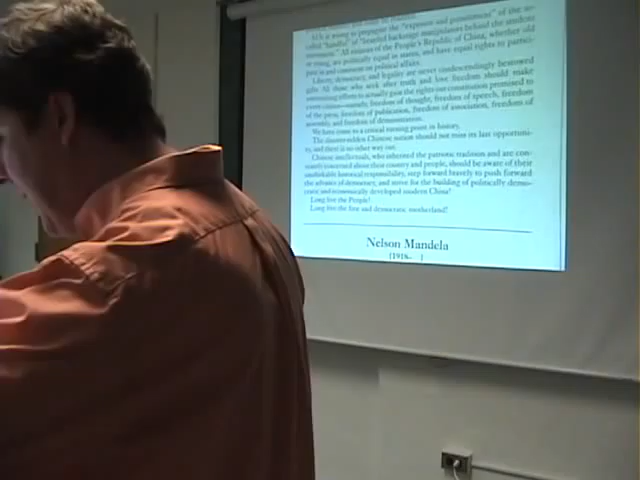 All is wrong to propagate the "exposure and punishment" of the so-
called "handful" of "bearded backstage manipulators behind the student
movement." All citizens of the People's Republic of China, whether old
or young, are politically equal in status, and have equal rights to partici-
pate in and comment on political affairs.
Liberty, democracy, and legality are never condescendingly bestowed
gifts. All those who seek after truth and love freedom should make
unremitting efforts to actually gain the rights our constitution promised to
every citizen—namely, freedom of thought, freedom of speech, freedom
of the press, freedom of publication, freedom of association, freedom of
assembly, and freedom of demonstration.
We have come to a critical turning point in history.
The disaster-ridden Chinese nation should not miss its last opportuni-
ty, and there is no other way out.
Chinese intellectuals, who inherited the patriotic tradition and are con-
stantly concerned about their country and people, should be aware of their
unshirkable historical responsibility, step forward bravely to push forward
the advance of democracy, and strive for the building of politically demo-
cratic and economically developed modern China!
Long live the People!
Long live the free and democratic motherland!
Nelson Mandela
(1918– )